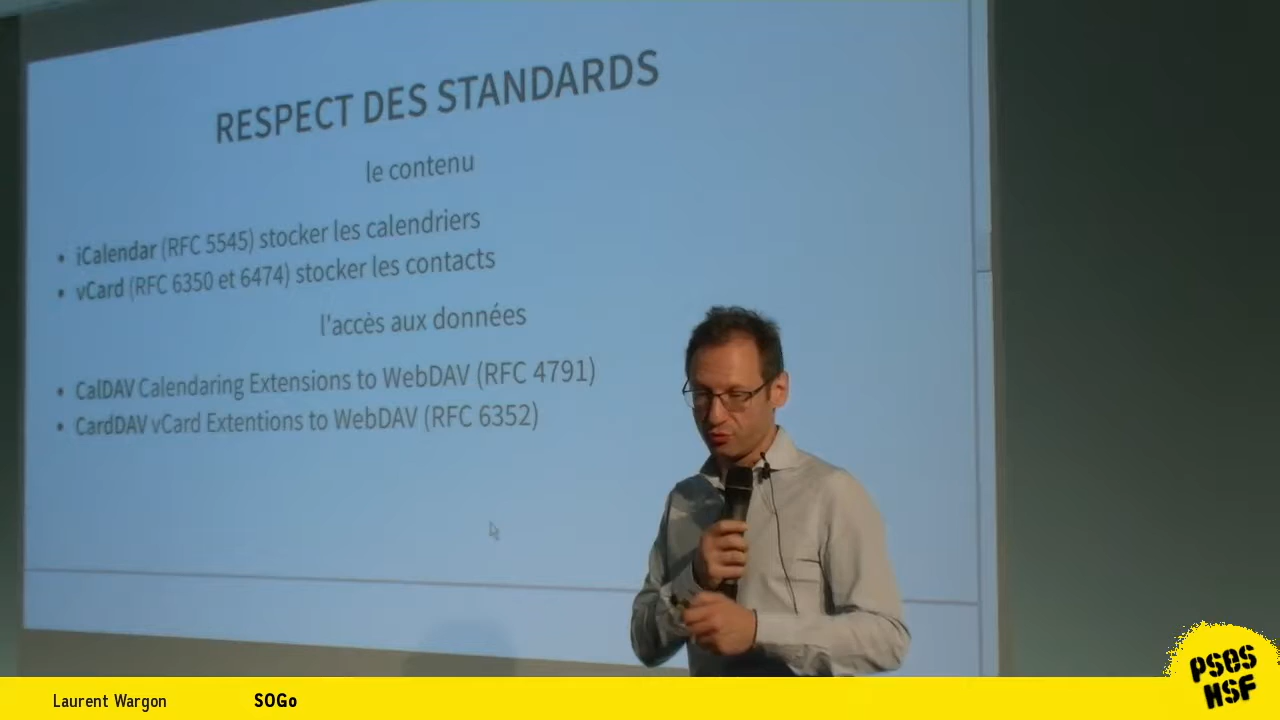 RESPECT DES STANDARDS
le contenu
• iCalendar (RFC 5545) stocker les calendriers
• vCard (RFC 6350 et 6474) stocker les contacts
l'accès aux données
• CalDAV Calendaring Extensions to WebDAV (RFC 4791)
• CardDAV vCard Extentions to WebDAV (RFC 6352)
Laurent Wargon SOGo
PSES
HSF